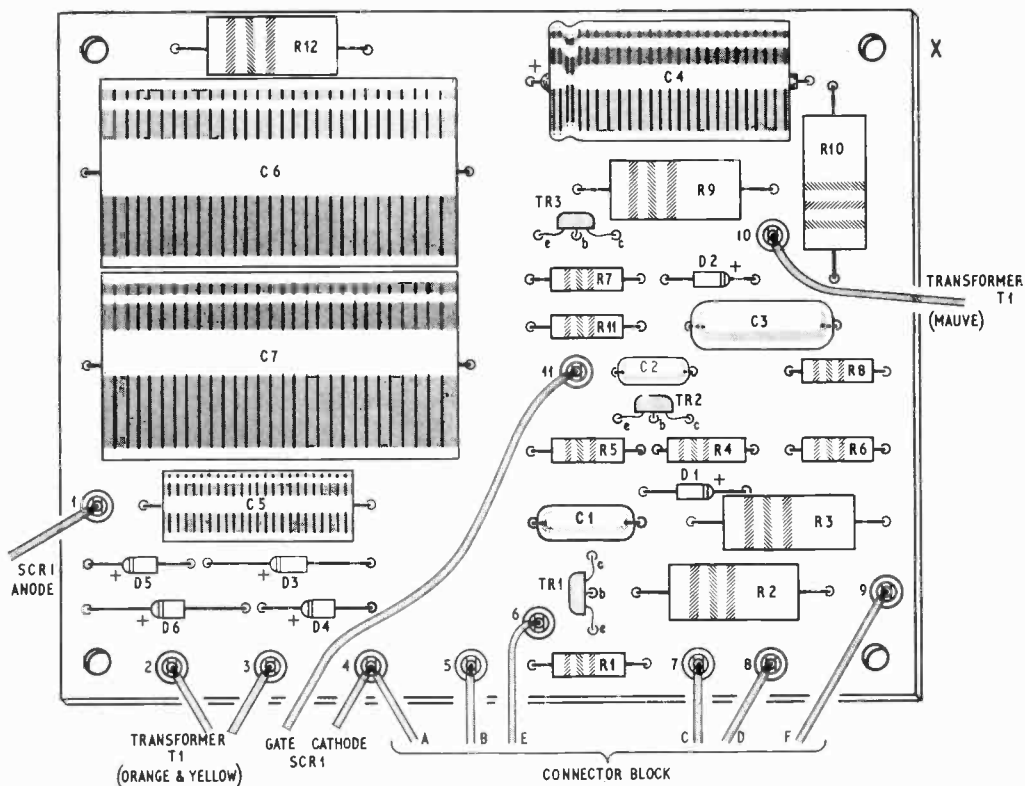 R12
+
C4
X
C6
R10
R9
TR3
e
b
c
10
D2
+
R7
TRANSFORMER
T1
(MAUVE)
R11
C3
C7
11
C2
R8
TR2
e
b
c
R5
R4
R6
D1
+
1
C5
C1
R3
SCR1
ANODE
+
D5
D3
c
TR1
b
e
R2
9
+
D6
+
D4
6
2
3
4
5
R1
7
8
TRANSFORMER
T1
(ORANGE & YELLOW)
GATE
CATHODE
SCR1
A
B
E
C
D
F
CONNECTOR BLOCK